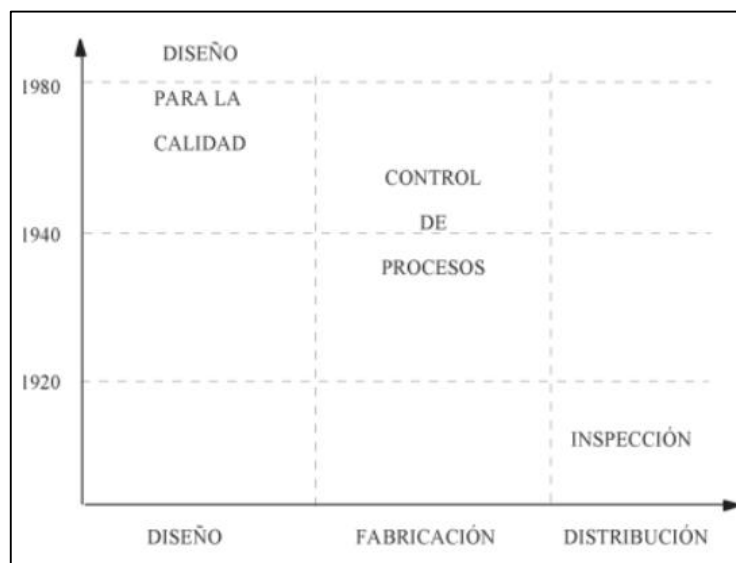 DISEÑO
1980
PARA LA
CALIDAD
CONTROL
DE
1940
PROCESOS
1920
INSPECCIÓN
DISEÑO FABRICACIÓN DISTRIBUCIÓN